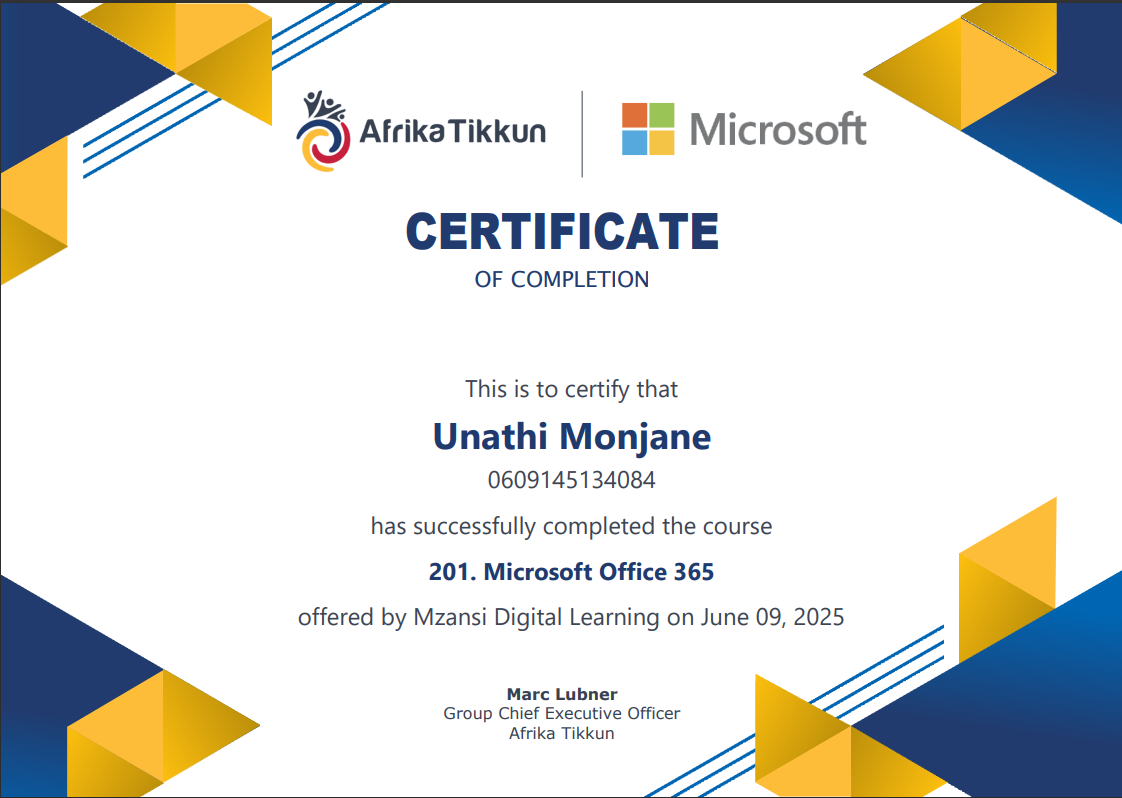 AfrikaTikkun
Microsoft
CERTIFICATE
OF COMPLETION
This is to certify that
Unathi Monjane
0609145134084
has successfully completed the course
201. Microsoft Office 365
offered by Mzansi Digital Learning on June 09, 2025
Marc Lubner
Group Chief Executive Officer
Afrika Tikkun